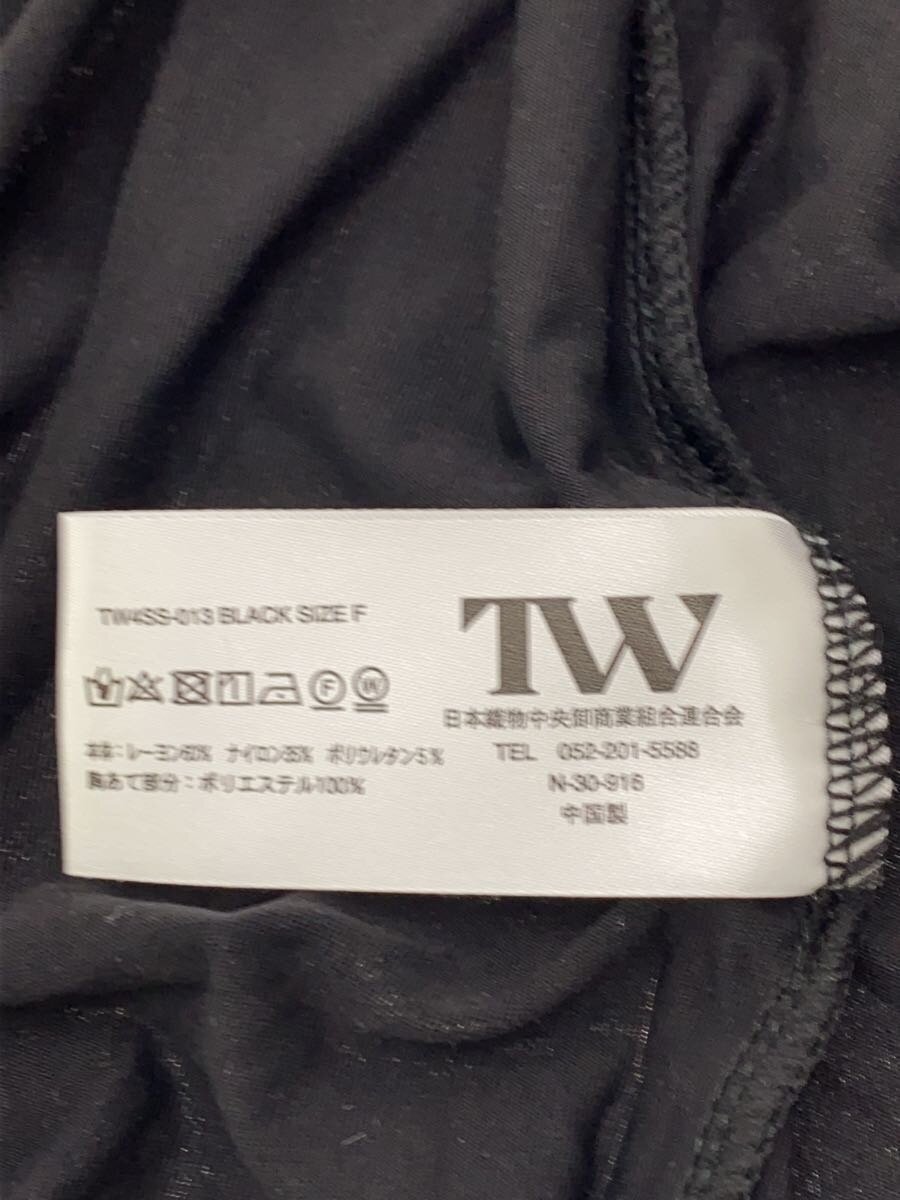 TW4SS-013 BLACK SIZE F
本体：レーヨン60% ナイロン35% ポリウレタン5%
胸あて部分：ポリエステル100%
TW
日本織物中央卸商業組合連合会
TEL 052-201-5588
N-30-916
中国製
F
W